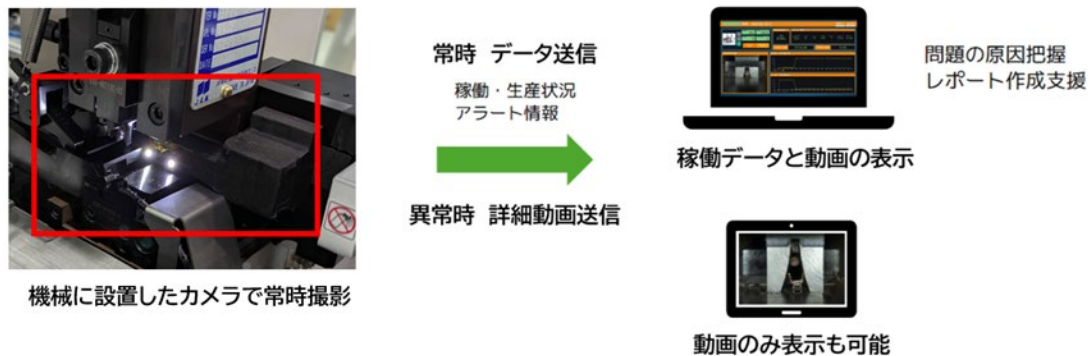 常時 データ送信
稼働・生産状況
アラート情報
異常時 詳細動画送信
機械に設置したカメラで常時撮影
問題の原因把握
レポート作成支援
稼働データと動画の表示
動画のみ表示も可能